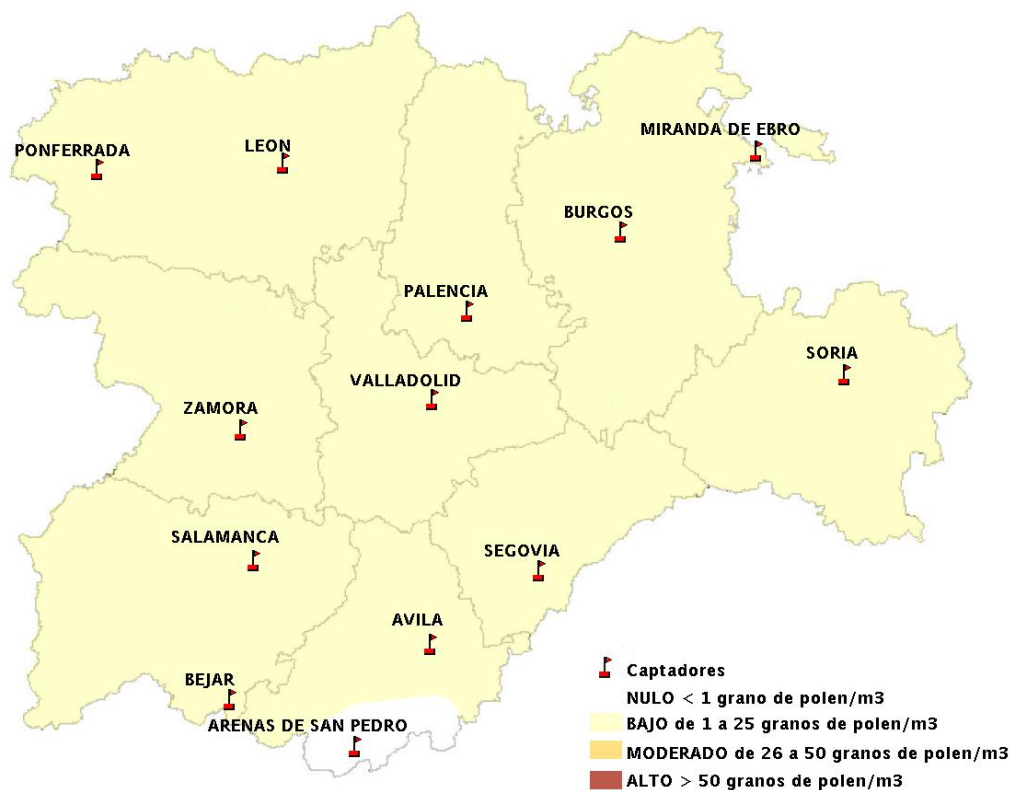 MIRANDA DE EBRO
PONFERRADA
LEON
BURGOS
PALENCIA
SORIA
VALLADOLID
ZAMORA
SALAMANCA
SEGOVIA
AVILA
BEJAR
ARENAS DE SAN PEDRO
Captadores
NULO < 1 grano de polen/m3
BAJO de 1 a 25 granos de polen/m3
MODERADO de 26 a 50 granos de polen/m3
ALTO > 50 granos de polen/m3